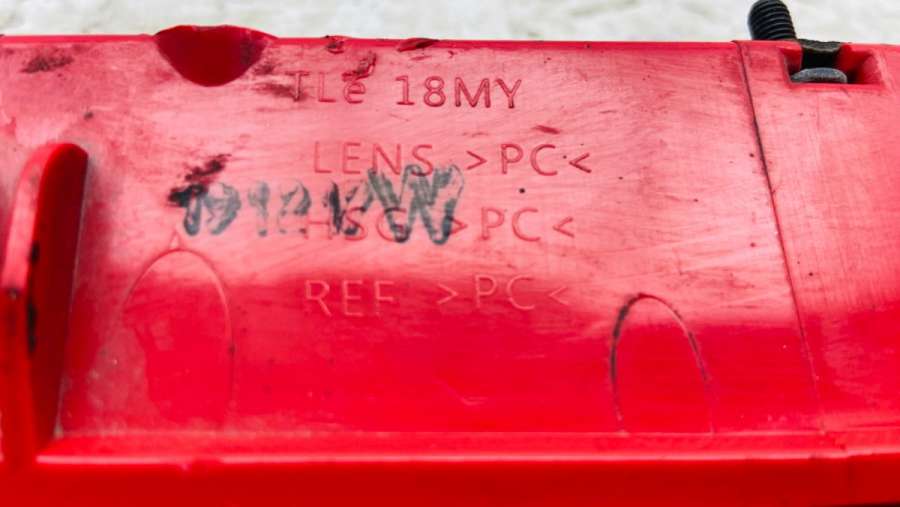 TLe 18MY
LENS >PC<
HSG >PC<
REF >PC<